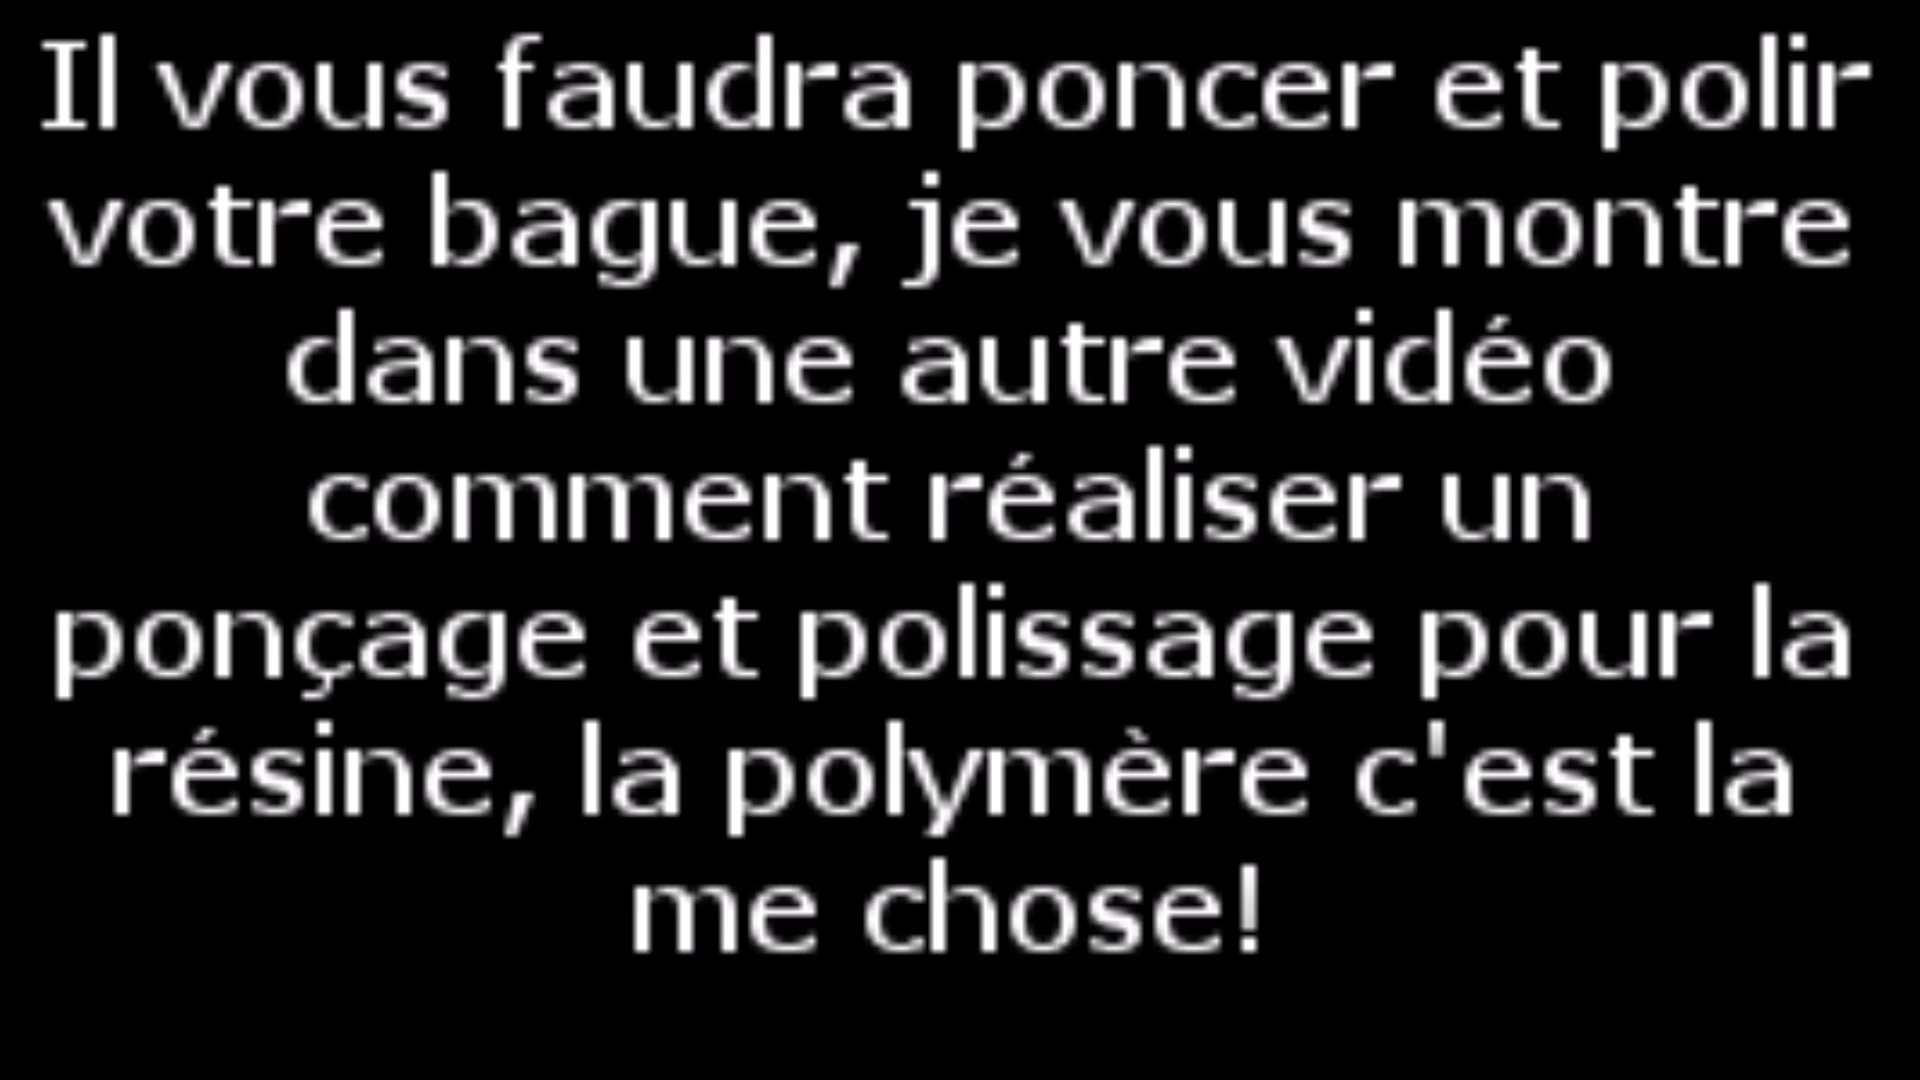 Il vous faudra poncer et polir
votre bague, je vous montre
dans une autre vidéo
comment réaliser un
ponçage et polissage pour la
résine, la polymère c'est la
me chose!